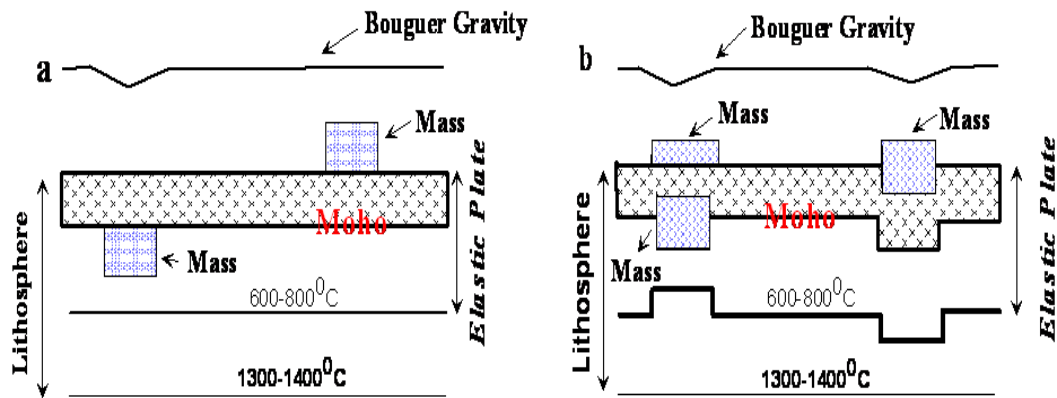 a
Bouguer Gravity
Mass
Moho
Mass
600-800⁰C
1300-1400⁰C
Lithosphere
Elastic Plate
b
Bouguer Gravity
Mass
Mass
Moho
Mass
600-800⁰C
1300-1400⁰C
Lithosphere
Elastic Plate